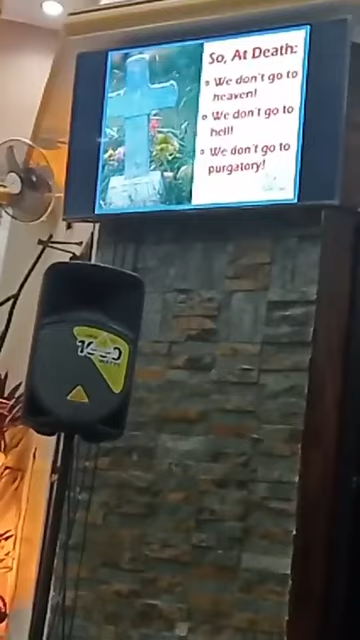 So, At Death:
We don't go to
heaven!
We don't go to
hell!
We don't go to
purgatory!